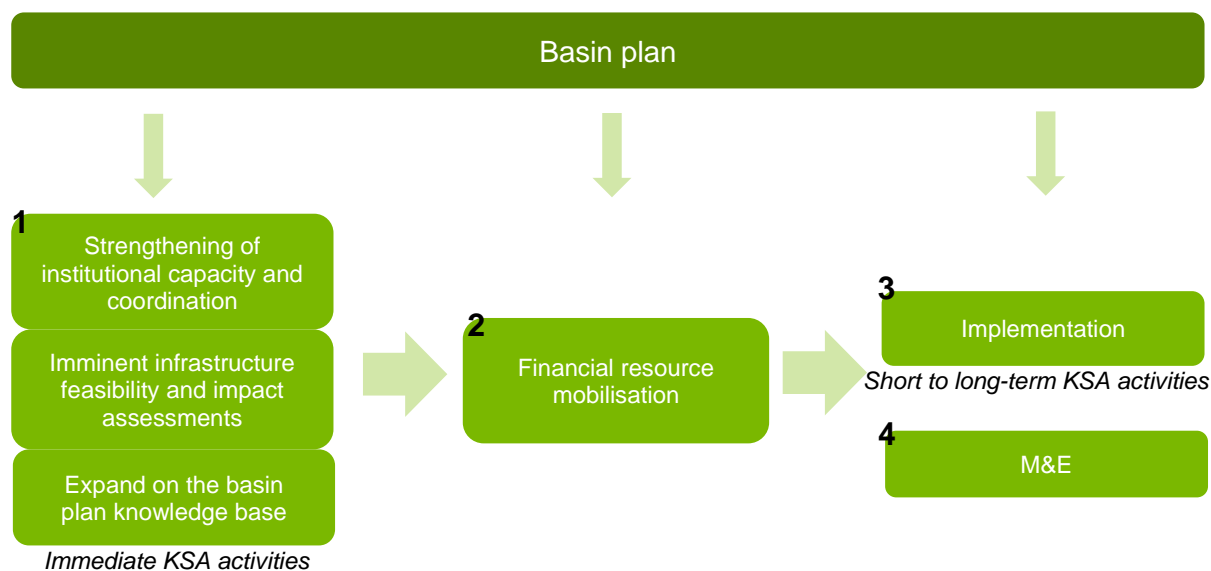 Basin plan
1
Strengthening of
institutional capacity and
coordination
Imminent infrastructure
feasibility and impact
assessments
Expand on the basin
plan knowledge base
Immediate KSA activities
2
Financial resource
mobilisation
3
Implementation
Short to long-term KSA activities
4
M&E